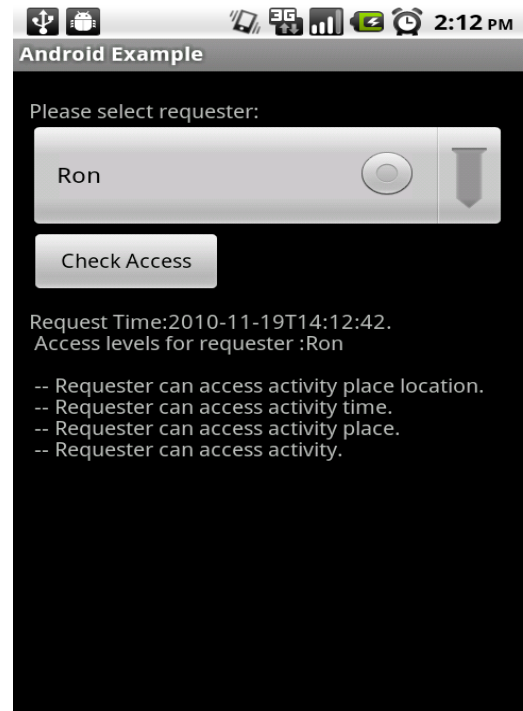 3G 2:12 PM
Android Example
Please select requester:
Ron
Check Access
Request Time:2010-11-19T14:12:42.
Access levels for requester :Ron
-- Requester can access activity place location.
-- Requester can access activity time.
-- Requester can access activity place.
-- Requester can access activity.